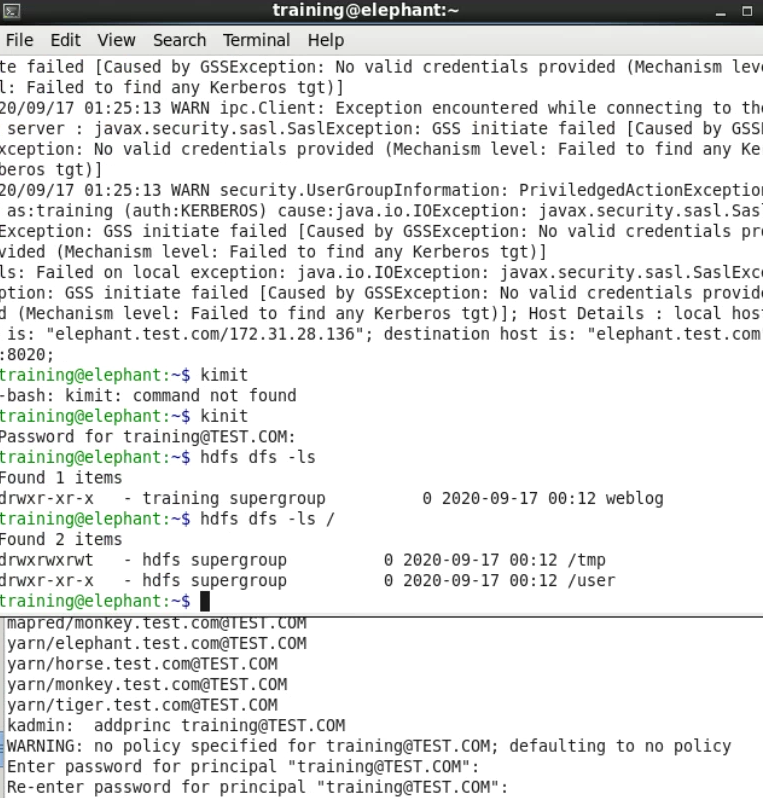 training@elephant:~
File Edit View Search Terminal Help
te failed [Caused by GSSException: No valid credentials provided (Mechanism leve
l: Failed to find any Kerberos tgt)]
20/09/17 01:25:13 WARN ipc.Client: Exception encountered while connecting to the
server : javax.security.sasl.SaslException: GSS initiate failed [Caused by GSSE
xception: No valid credentials provided (Mechanism level: Failed to find any Ke
beros tgt)]
20/09/17 01:25:13 WARN security.UserGroupInformation: PriviledgedActionException
as:training (auth:KERBEROS) cause:java.io.IOException: javax.security.sasl.Sasl
Exception: GSS initiate failed [Caused by GSSException: No valid credentials pro
vided (Mechanism level: Failed to find any Kerberos tgt)]
ls: Failed on local exception: java.io.IOException: javax.security.sasl.SaslExce
ption: GSS initiate failed [Caused by GSSException: No valid credentials provide
d (Mechanism level: Failed to find any Kerberos tgt)]; Host Details : local host
is: "elephant.test.com/172.31.28.136"; destination host is: "elephant.test.com
:8020;
training@elephant:~$ kimit
-bash: kimit: command not found
training@elephant:~$ kinit
Password for training@TEST.COM:
training@elephant:~$ hdfs dfs -ls
Found 1 items
drwxr-xr-x - training supergroup 0 2020-09-17 00:12 weblog
training@elephant:~$ hdfs dfs -ls /
Found 2 items
drwxrwxrwt - hdfs supergroup 0 2020-09-17 00:12 /tmp
drwxr-xr-x - hdfs supergroup 0 2020-09-17 00:12 /user
training@elephant:~$
mapred/monkey.test.com@TEST.COM
yarn/elephant.test.com@TEST.COM
yarn/horse.test.com@TEST.COM
yarn/monkey.test.com@TEST.COM
yarn/tiger.test.com@TEST.COM
kadmin: addprinc training@TEST.COM
WARNING: no policy specified for training@TEST.COM; defaulting to no policy
Enter password for principal "training@TEST.COM":
Re-enter password for principal "training@TEST.COM":